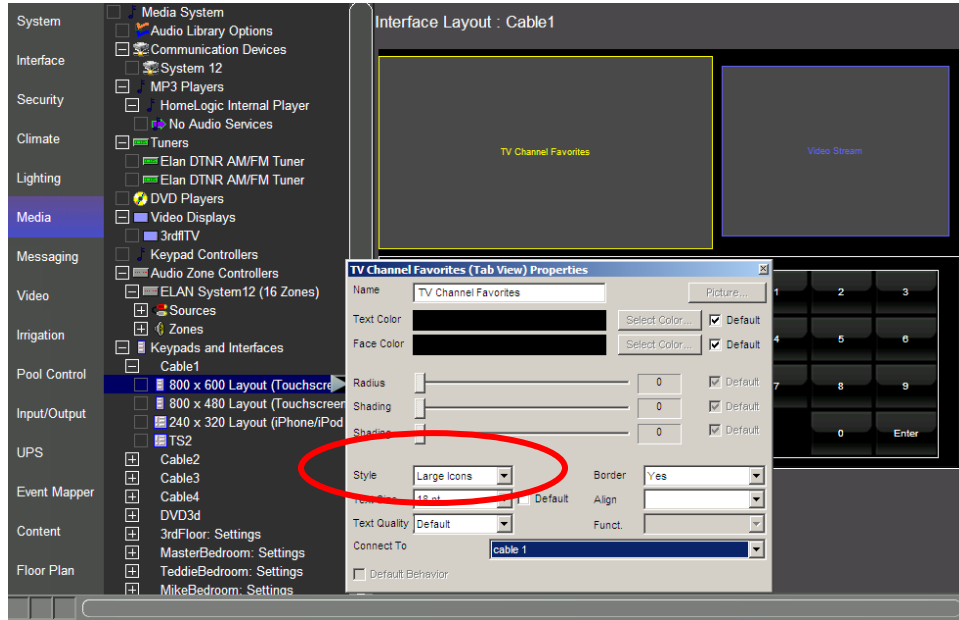 System
Interface
Security
Climate
Lighting
Media
Messaging
Video
Irrigation
Pool Control
Input/Output
UPS
Event Mapper
Content
Floor Plan
Media System
Audio Library Options
Communication Devices
System 12
MP3 Players
HomeLogic Internal Player
No Audio Services
Tuners
Elan DTNR AM/FM Tuner
Elan DTNR AM/FM Tuner
DVD Players
Video Displays
3rdflTV
Keypad Controllers
Audio Zone Controllers
ELAN System12 (16 Zones)
Sources
Zones
Keypads and Interfaces
Cable1
800 x 600 Layout (Touchscre
800 x 480 Layout (Touchscreen
240 x 320 Layout (iPhone/iPod
TS2
Cable2
Cable3
Cable4
DVD3d
3rdFloor: Settings
MasterBedroom: Settings
TeddieBedroom: Settings
MikeBedroom: Settings
Interface Layout : Cable1
TV Channel Favorites
Video Stream
TV Channel Favorites (Tab View) Properties
Name TV Channel Favorites Picture...
Text Color Select Color... Default
Face Color Select Color... Default
Radius 0 Default
Shading 0 Default
Shading 0 Default
Style Large Icons Border Yes
Text Size 18 pt Default Align
Text Quality Default Funct.
Connect To cable 1
Default Behavior
1 2 3
4 5 6
7 8 9
0 Enter